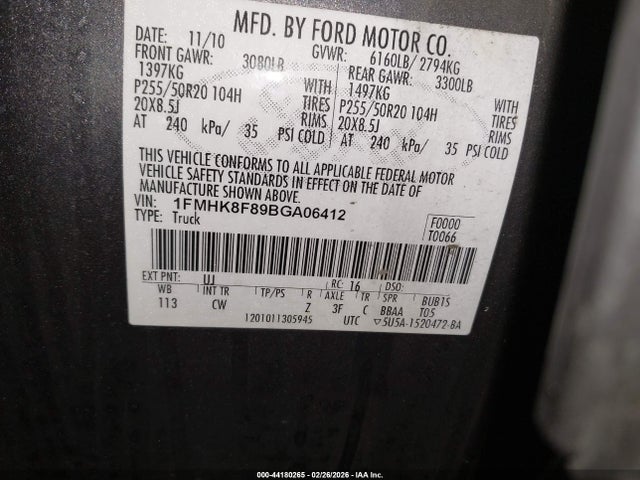 MFD. BY FORD MOTOR CO.
DATE: 11/10 GVWR: 6160LB/ 2794KG
FRONT GAWR: 3080LB REAR GAWR: 3300LB
1397KG WITH 1497KG WITH
P255/50R20 104H TIRES P255/50R20 104H TIRES
20X8.5J RIMS 20X8.5J RIMS
AT 240 kPa/ 35 PSI COLD AT 240 kPa/ 35 PSI COLD
THIS VEHICLE CONFORMS TO ALL APPLICABLE FEDERAL MOTOR
VEHICLE SAFETY STANDARDS IN EFFECT ON THE DATE OF
MANUFACTURE SHOWN ABOVE.
VIN: 1FMHK8F89BGA06412 F0000
TYPE: Truck T0066
EXT PNT: UJ RC: 16 DSO:
WB INT TR TP/PS R AXLE TR SPR BUB15
113 CW Z 3F C BBAA T05
1201011305945 UTC ▽5U5A-1520472-BA
000-44180265 - 02/26/2026 - IAA Inc.